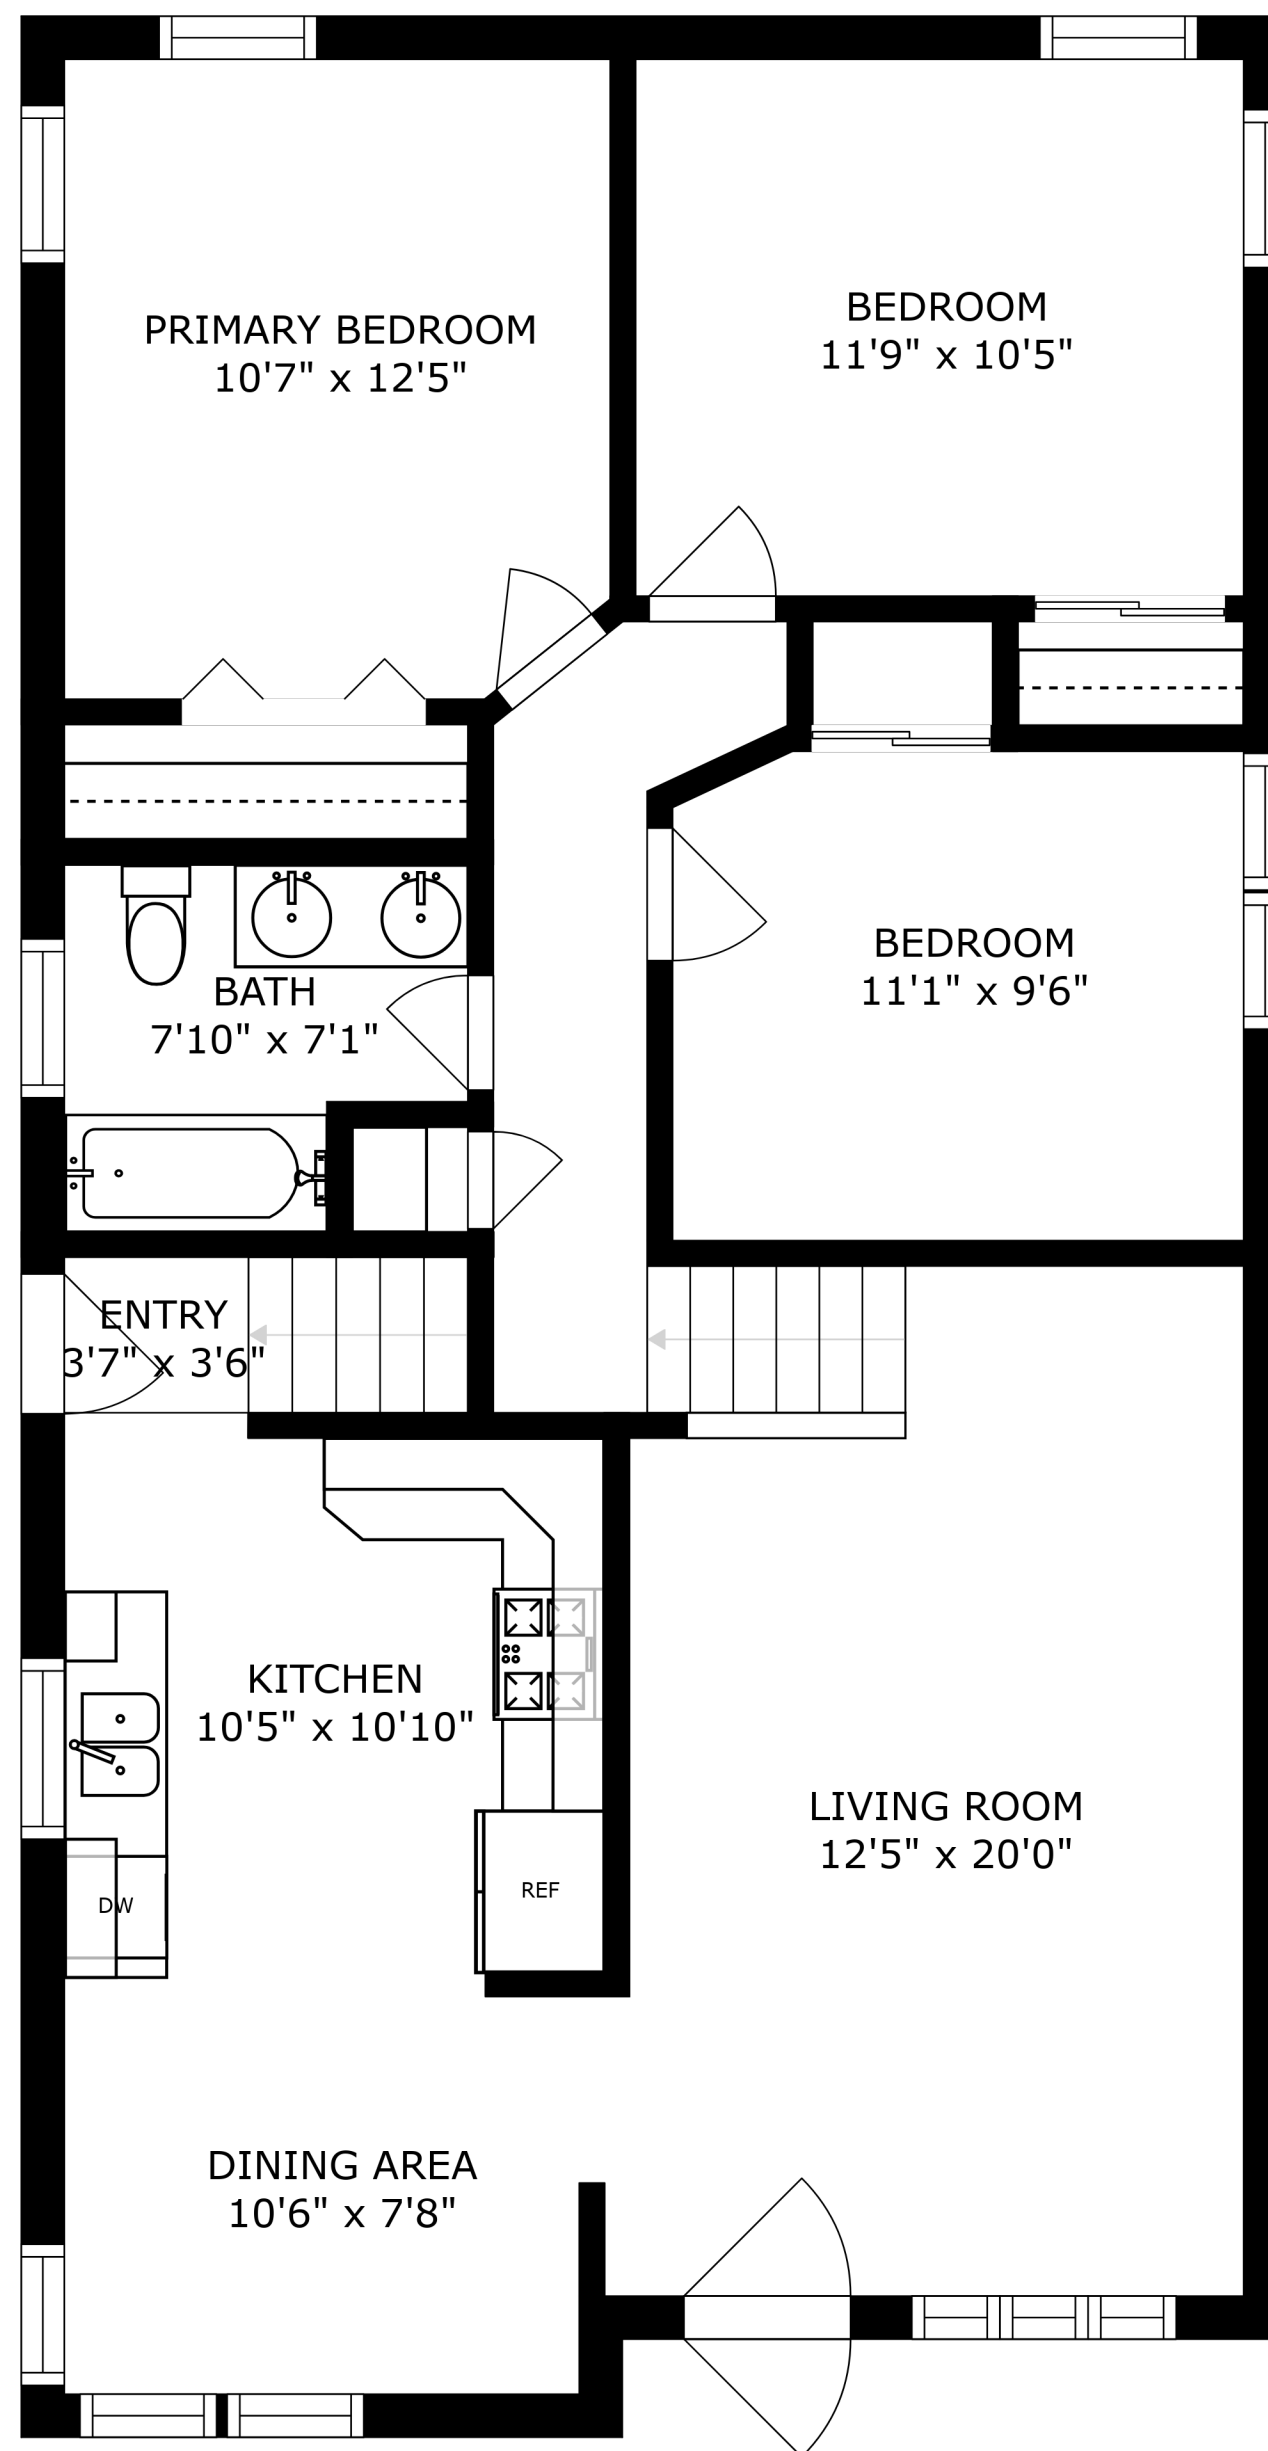 PRIMARY BEDROOM
10'7" x 12'5"
BEDROOM
11'9" x 10'5"
BEDROOM
11'1" x 9'6"
BATH
7'10" x 7'1"
ENTRY
3'7" x 3'6"
KITCHEN
10'5" x 10'10"
LIVING ROOM
12'5" x 20'0"
REF
DW
DINING AREA
10'6" x 7'8"